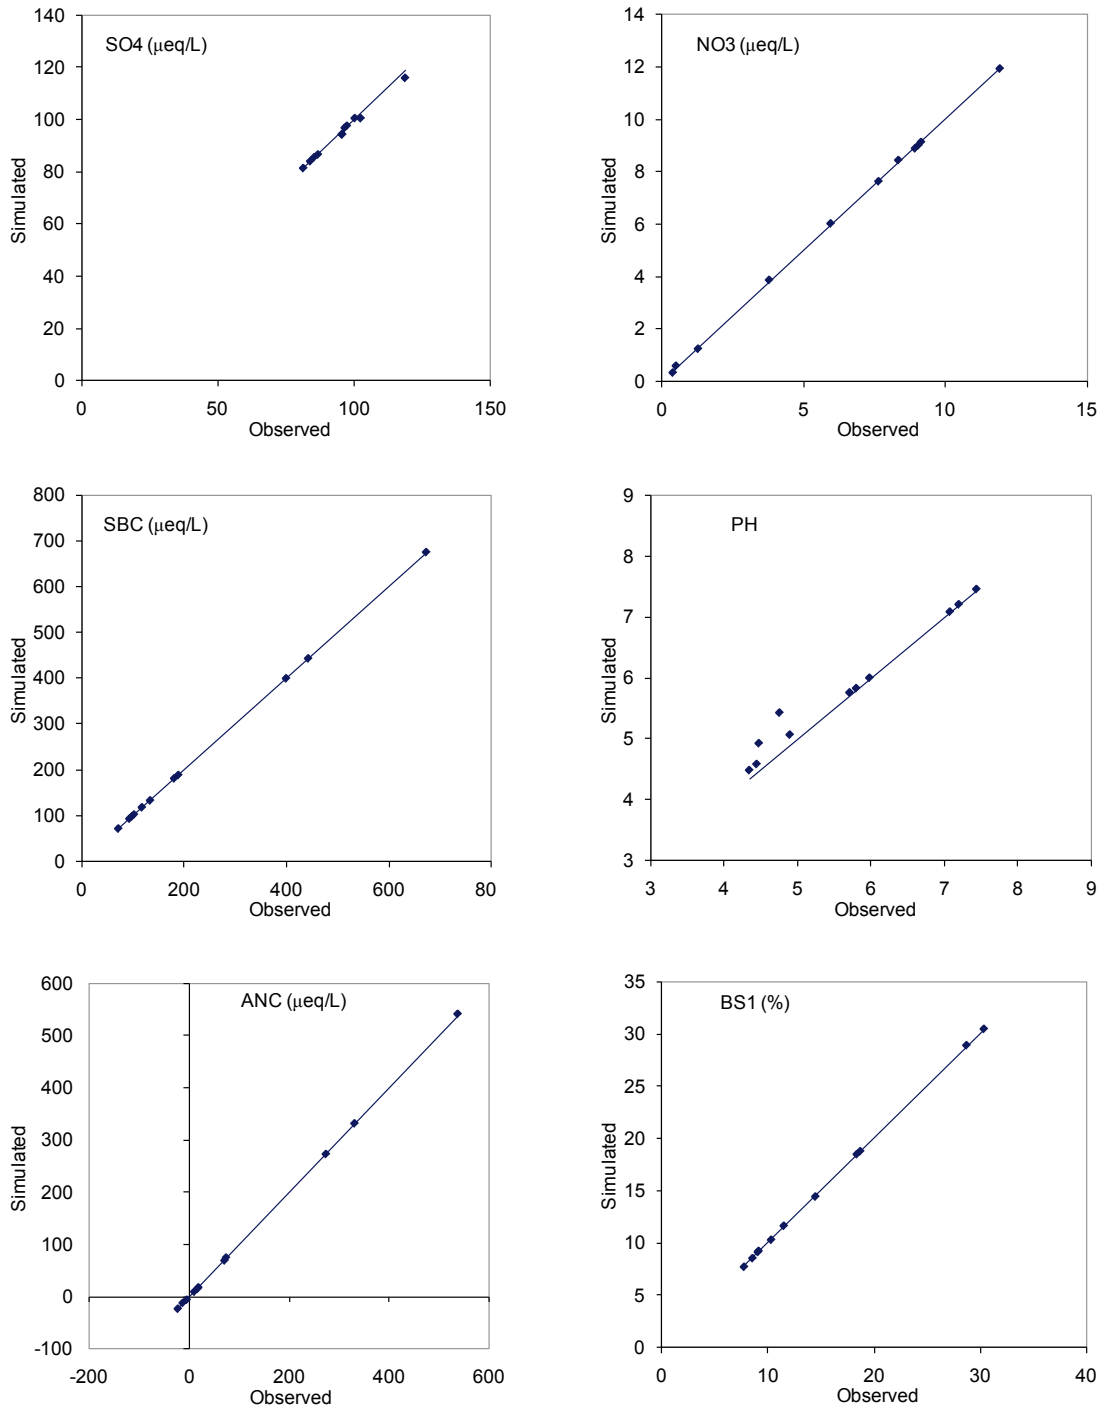 140
120
100
80
60
40
20
0
SO4 (μeq/L)
Simulated
0 50 100 150
Observed
14
12
10
8
6
4
2
0
NO3 (μeq/L)
Simulated
0 5 10 15
Observed
800
700
600
500
400
300
200
100
0
SBC (μeq/L)
Simulated
0 200 400 600 80
Observed
9
8
7
6
5
4
3
PH
Simulated
3 4 5 6 7 8 9
Observed
600
500
400
300
200
100
0
-100
ANC (μeq/L)
Simulated
-200 0 200 400 600
Observed
35
30
25
20
15
10
5
0
BS1 (%)
Simulated
0 10 20 30 40
Observed